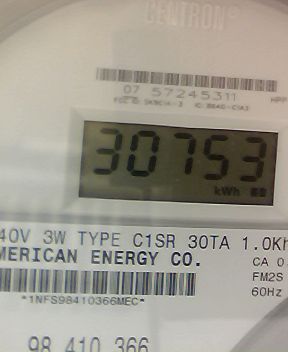 CENTRON®
07 57245311
30753
kWh
40V 3W TYPE C1SR 30TA 1.0Kh
MERICAN ENERGY CO.
CA 0
FM2S
60Hz
*1NFS98410366MEC*
98 410 366